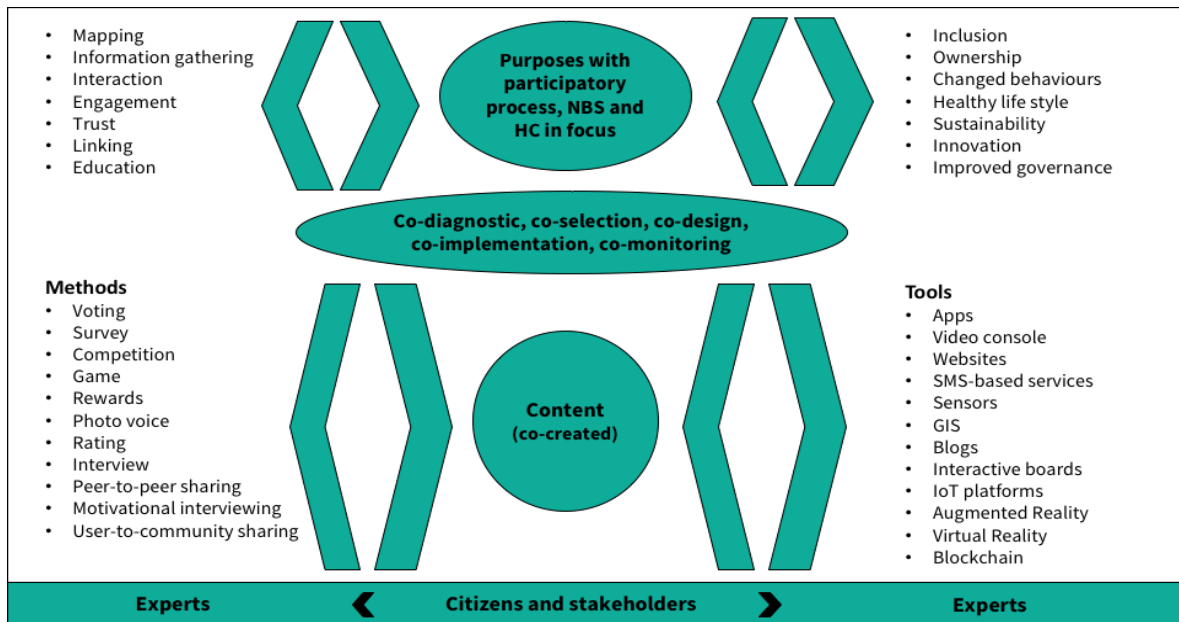 • Mapping
• Information gathering
• Interaction
• Engagement
• Trust
• Linking
• Education
Purposes with
participatory
process, NBS and
HC in focus
• Inclusion
• Ownership
• Changed behaviours
• Healthy life style
• Sustainability
• Innovation
• Improved governance
Co-diagnostic, co-selection, co-design,
co-implementation, co-monitoring
Methods
• Voting
• Survey
• Competition
• Game
• Rewards
• Photo voice
• Rating
• Interview
• Peer-to-peer sharing
• Motivational interviewing
• User-to-community sharing
Content
(co-created)
Tools
• Apps
• Video console
• Websites
• SMS-based services
• Sensors
• GIS
• Blogs
• Interactive boards
• IoT platforms
• Augmented Reality
• Virtual Reality
• Blockchain
Experts
Citizens and stakeholders
Experts